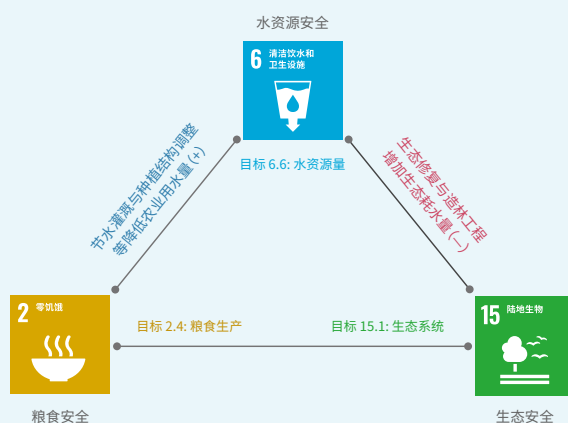 水资源安全
6
清洁饮水和
卫生设施
节水灌溉与种植结构调整
等降低农业用水量 (+)
生态修复与造林工程
增加生态耗水量 (—)
目标 6.6: 水资源量
2
零饥饿
15
陆地生物
目标 2.4: 粮食生产
目标 15.1: 生态系统
粮食安全
生态安全